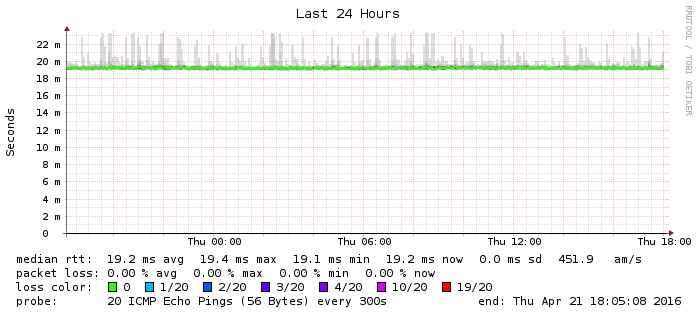 Last 24 Hours
RRDTOOL / TOBI OETIKER
Seconds
22 m
20 m
18 m
16 m
14 m
12 m
10 m
8 m
6 m
4 m
2 m
0
Thu 00:00 Thu 06:00 Thu 12:00 Thu 18:00
median rtt: 19.2 ms avg 19.4 ms max 19.1 ms min 19.2 ms now 0.0 ms sd 451.9 am/s
packet loss: 0.00 % avg 0.00 % max 0.00 % min 0.00 % now
loss color: 0 1/20 2/20 3/20 4/20 10/20 19/20
probe: 20 ICMP Echo Pings (56 Bytes) every 300s end: Thu Apr 21 18:05:08 2016